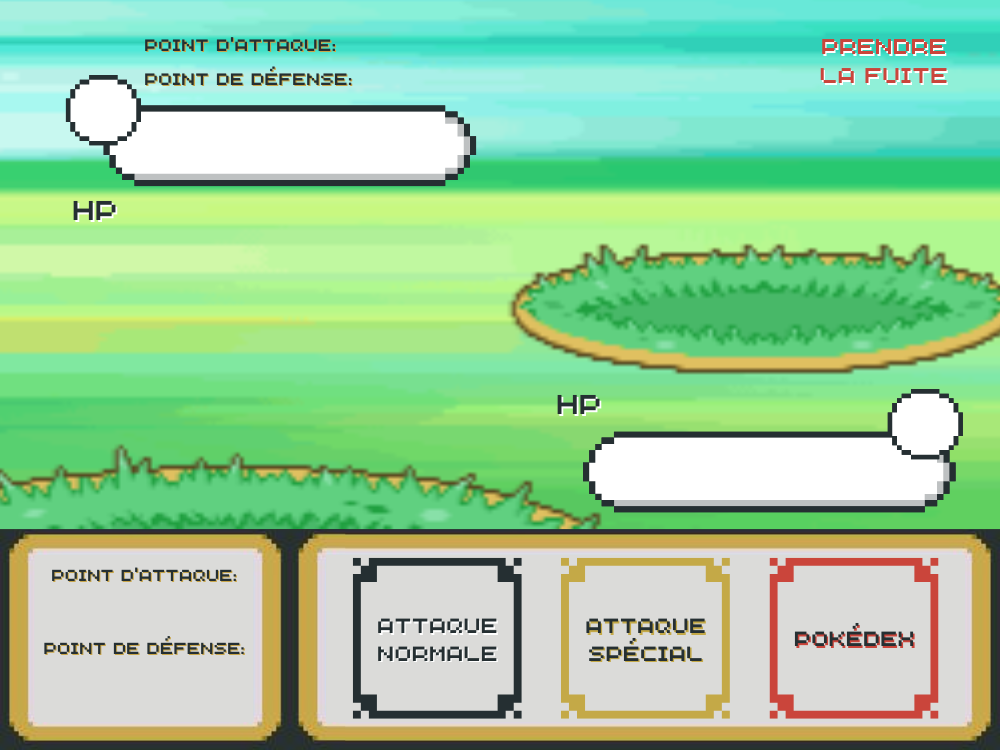 POINT D'ATTAQUE:
POINT DE DÉFENSE:
PRENDRE
LA FUITE
HP
HP
POINT D'ATTAQUE:
POINT DE DÉFENSE:
ATTAQUE
NORMALE
ATTAQUE
SPÉCIAL
POKÉDEX